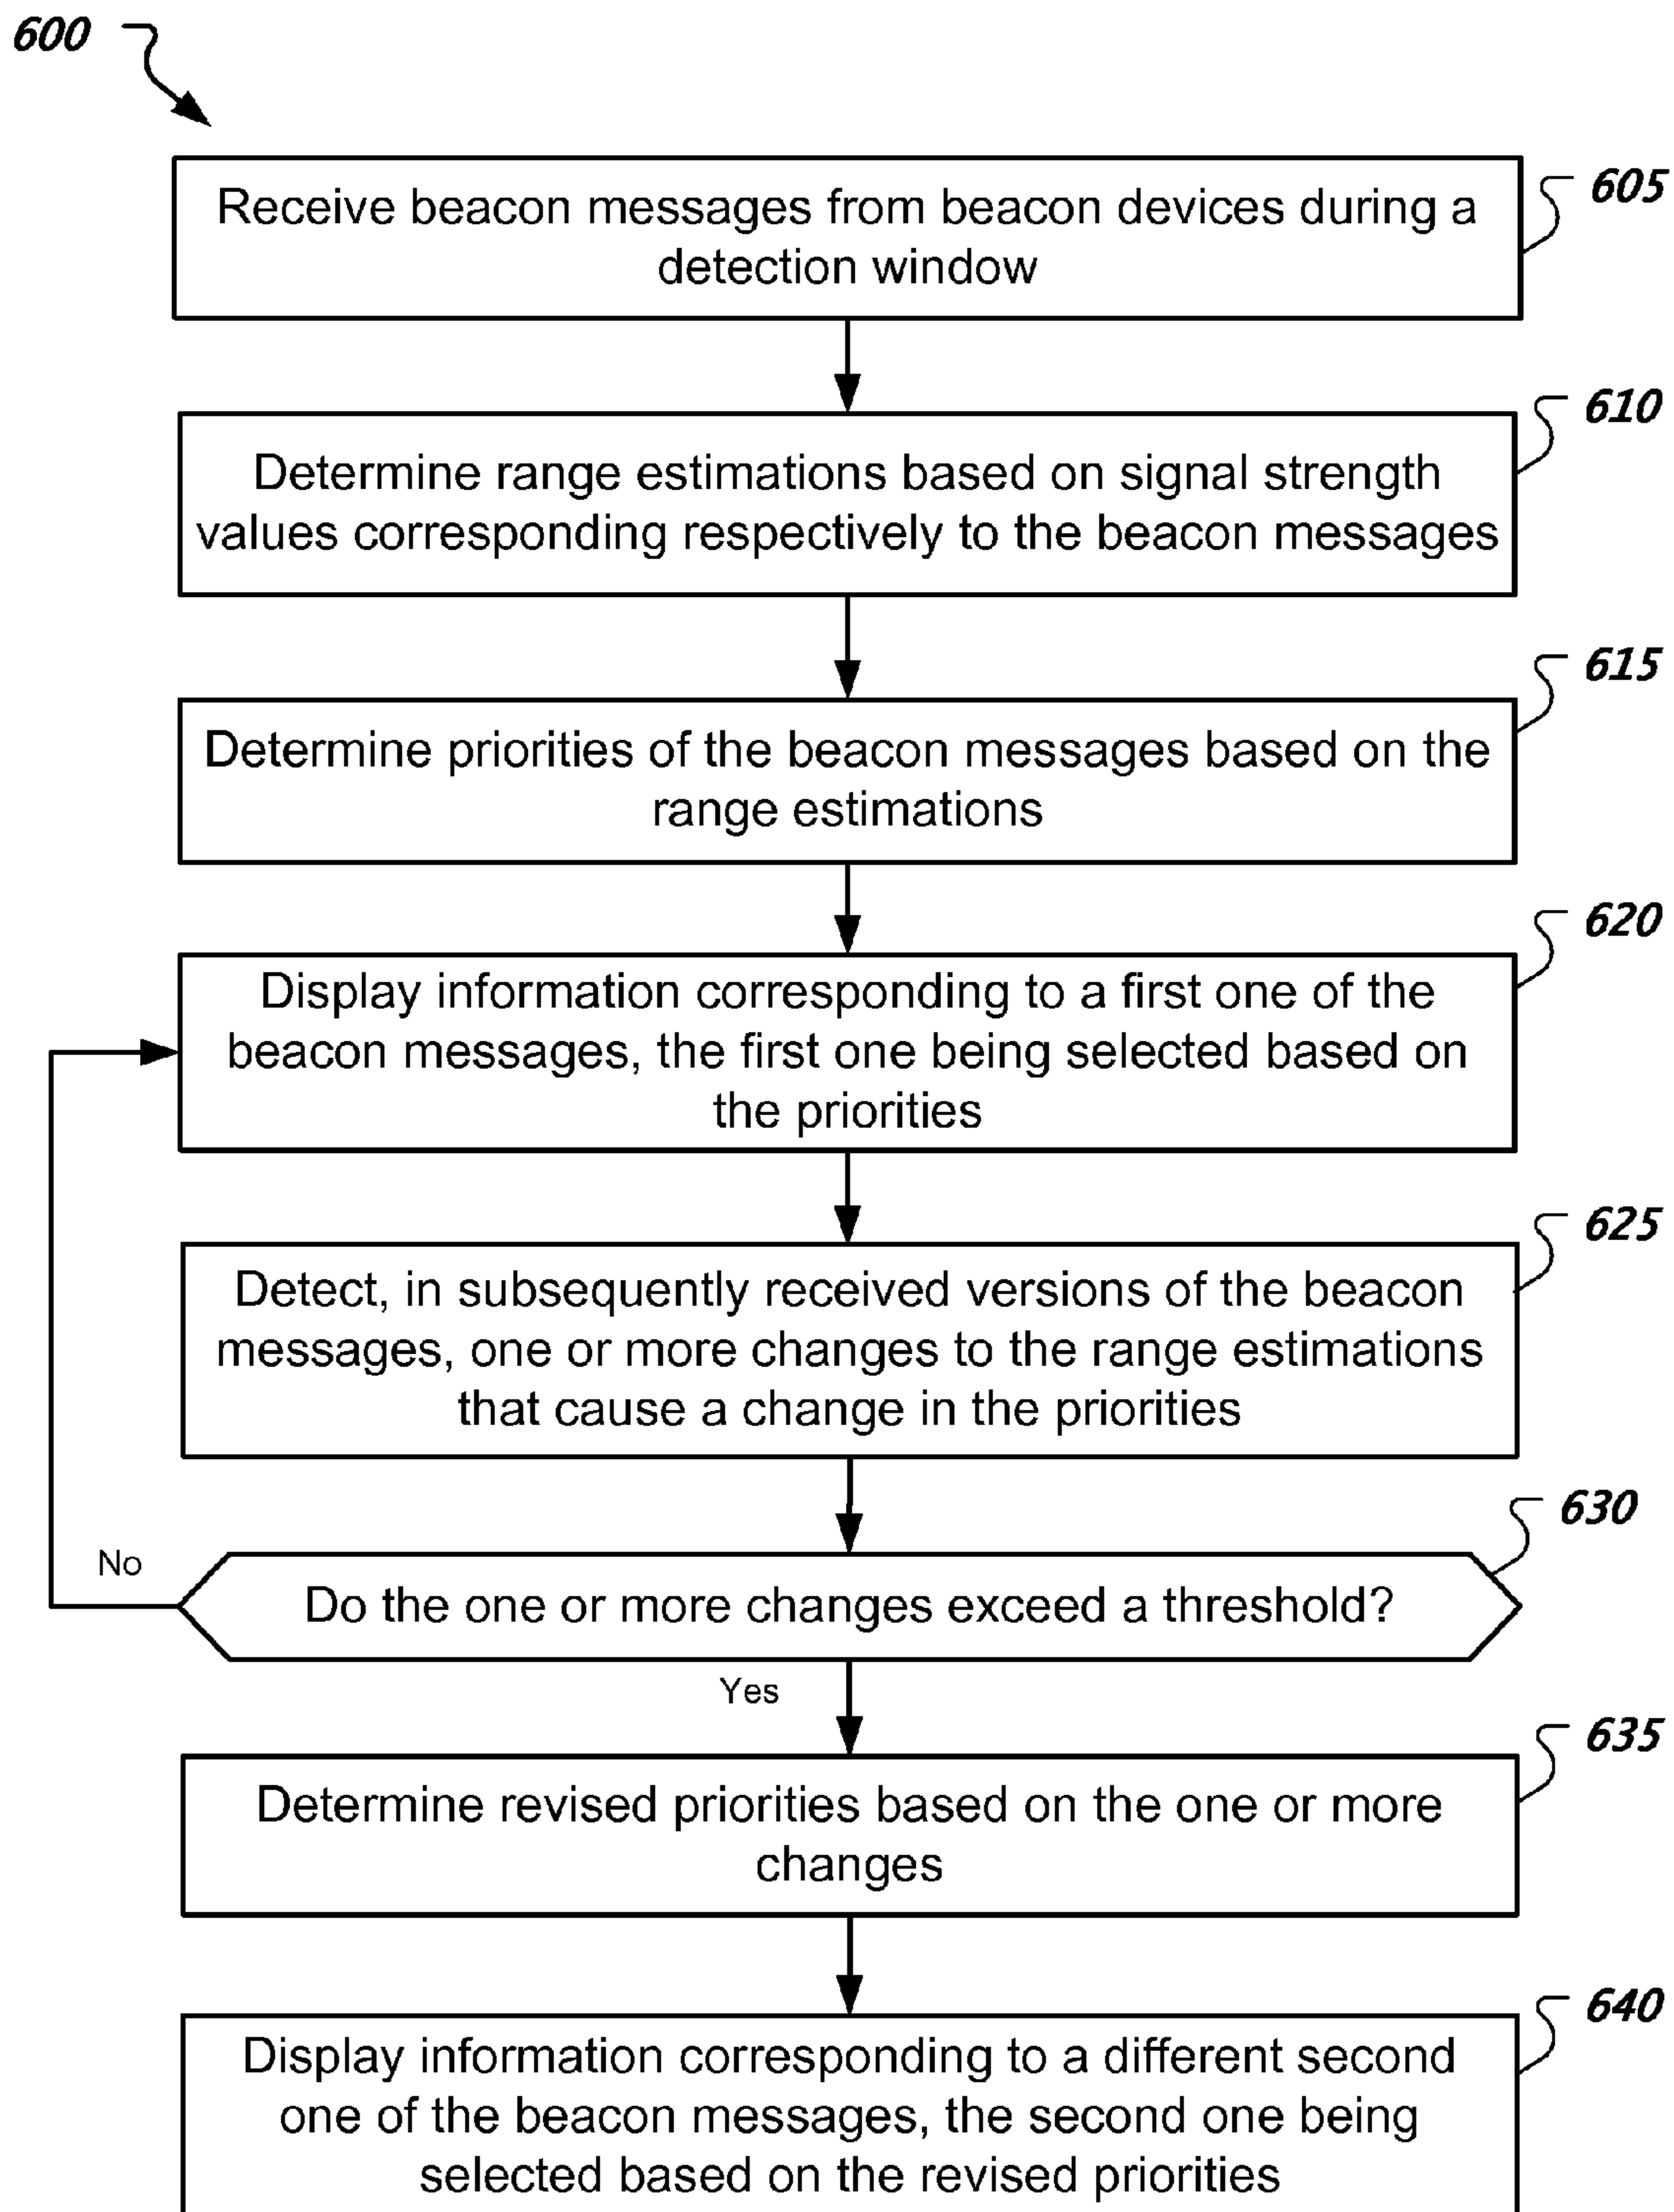 600
Receive beacon messages from beacon devices during a
detection window
605
Determine range estimations based on signal strength
values corresponding respectively to the beacon messages
610
Determine priorities of the beacon messages based on the
range estimations
615
Display information corresponding to a first one of the
beacon messages, the first one being selected based on
the priorities
620
Detect, in subsequently received versions of the beacon
messages, one or more changes to the range estimations
that cause a change in the priorities
625
Do the one or more changes exceed a threshold?
630
No
Yes
Determine revised priorities based on the one or more
changes
635
Display information corresponding to a different second
one of the beacon messages, the second one being
selected based on the revised priorities
640